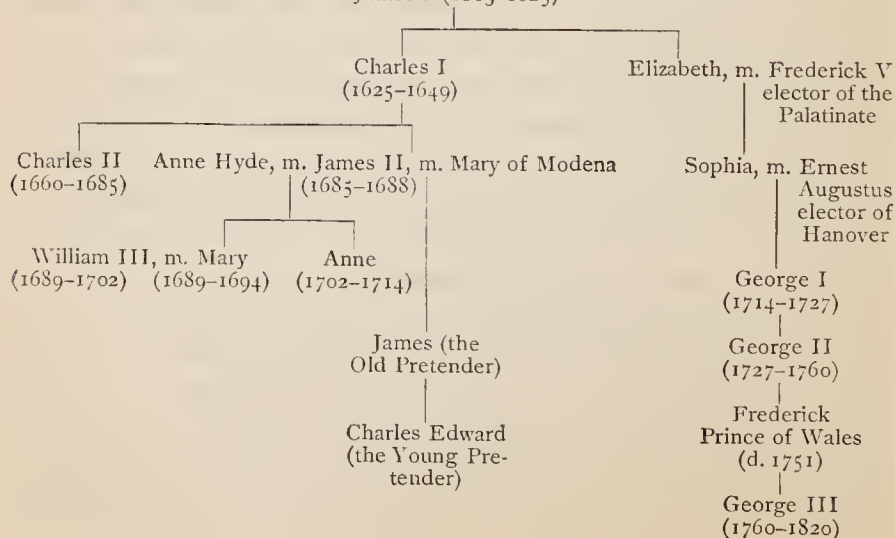 Charles I
(1625–1649)
Elizabeth, m. Frederick V
elector of the
Palatinate
Charles II
(1660–1685)
Anne Hyde, m. James II, m. Mary of Modena
(1685–1688)
Sophia, m. Ernest
Augustus
elector of
Hanover
William III, m. Mary
(1689–1702) (1689–1694)
Anne
(1702–1714)
George I
(1714–1727)
James (the
Old Pretender)
George II
(1727–1760)
Charles Edward
(the Young Pre-
tender)
Frederick
Prince of Wales
(d. 1751)
George III
(1760–1820)